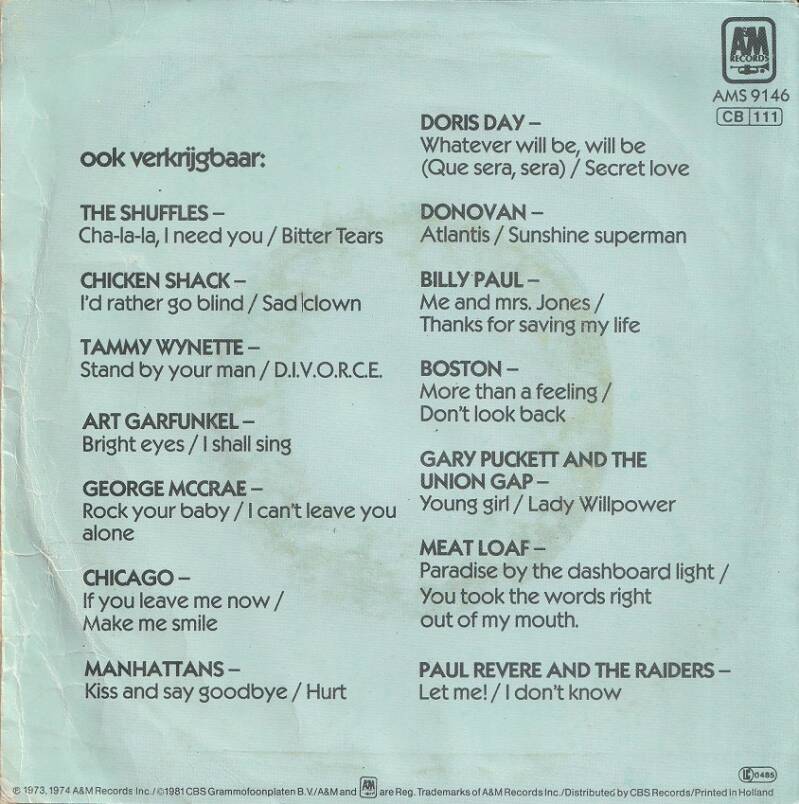 A&M
RECORDS
AMS 9146
CB 111
ook verkrijgbaar:
THE SHUFFLES –
Cha-la-la, I need you / Bitter Tears
CHICKEN SHACK –
I'd rather go blind / Sad clown
TAMMY WYNETTE –
Stand by your man / D.I.V.O.R.C.E.
ART GARFUNKEL –
Bright eyes / I shall sing
GEORGE MCCRAE –
Rock your baby / I can't leave you
alone
CHICAGO –
If you leave me now /
Make me smile
MANHATTANS –
Kiss and say goodbye / Hurt
DORIS DAY –
Whatever will be, will be
(Que sera, sera) / Secret love
DONOVAN –
Atlantis / Sunshine superman
BILLY PAUL –
Me and mrs. Jones /
Thanks for saving my life
BOSTON –
More than a feeling /
Don't look back
GARY PUCKETT AND THE
UNION GAP –
Young girl / Lady Willpower
MEAT LOAF –
Paradise by the dashboard light /
You took the words right
out of my mouth.
PAUL REVERE AND THE RAIDERS –
Let me! / I don't know
LC 0485
℗ 1973, 1974 A&M Records Inc./©1981 CBS Grammofoonplaten B.V./A&M and A&M are Reg. Trademarks of A&M Records Inc./Distributed by CBS Records/Printed in Holland